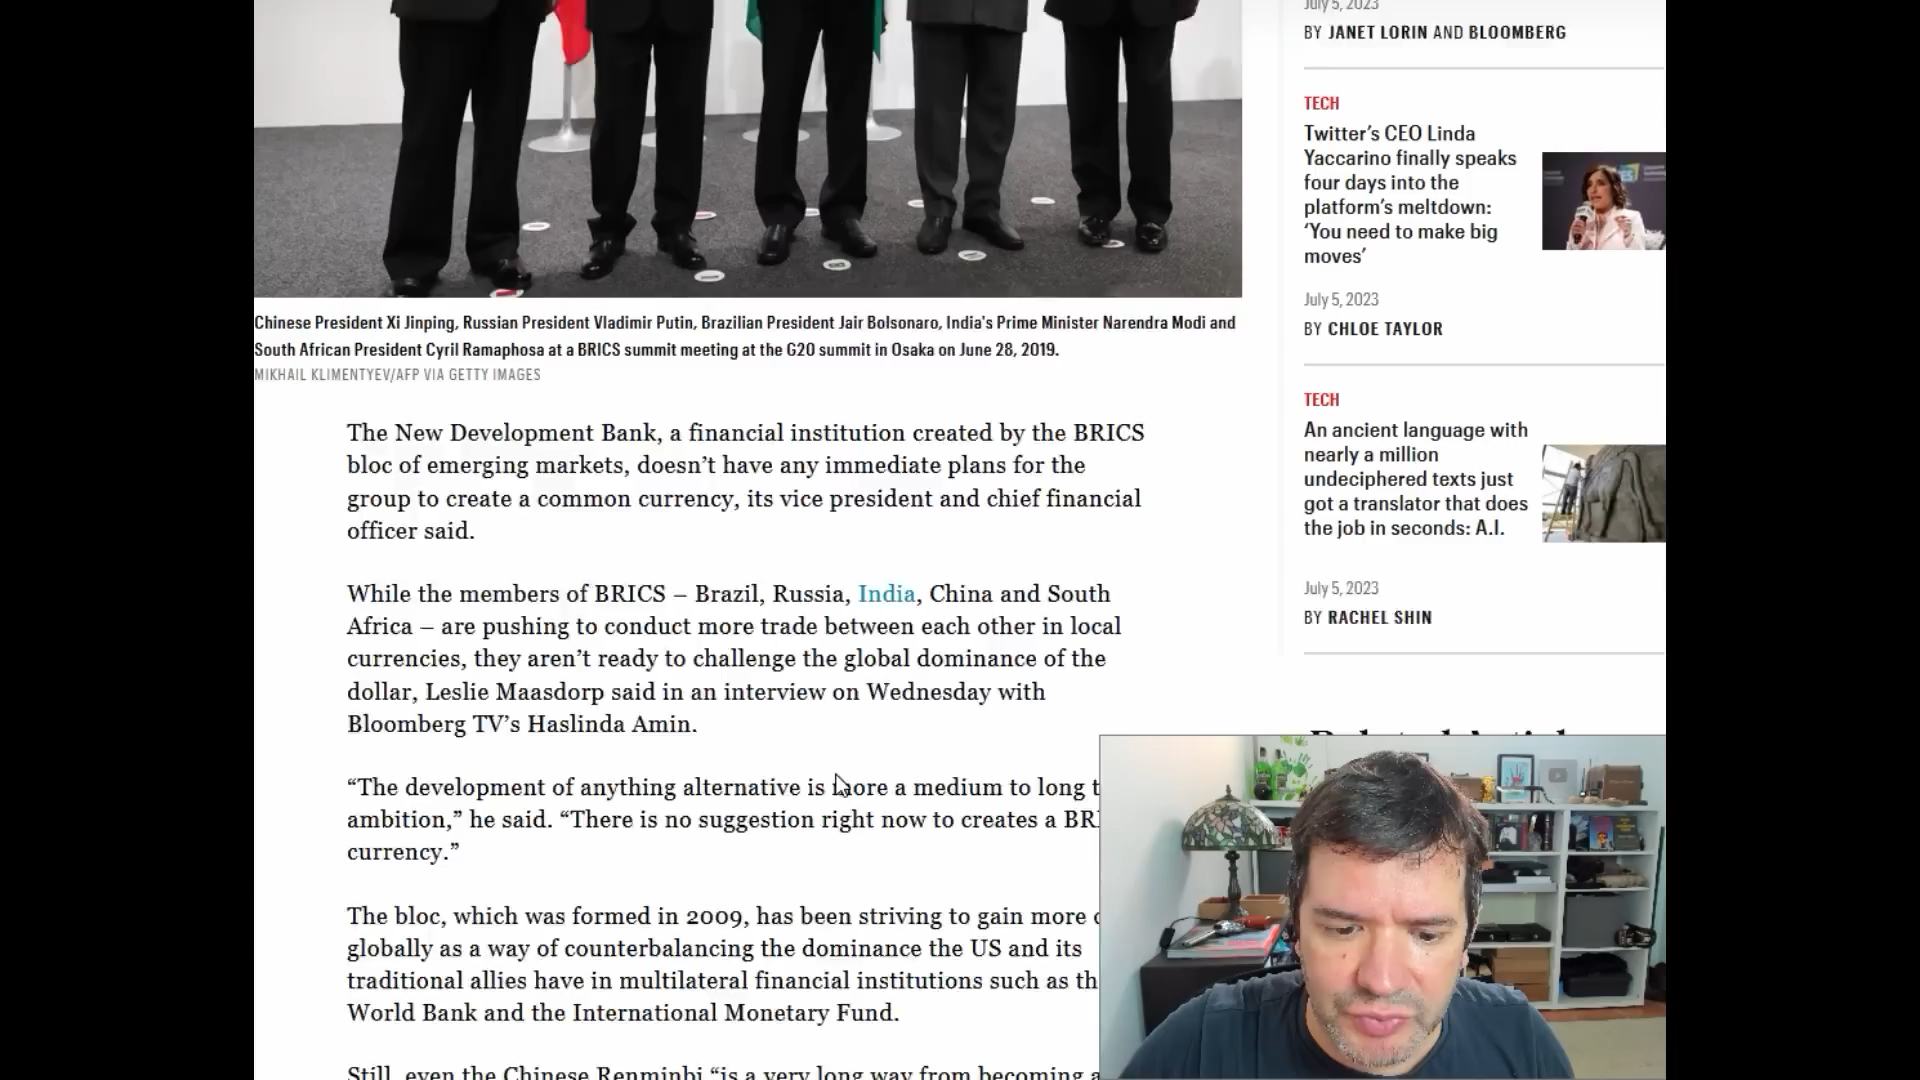 Chinese President Xi Jinping, Russian President Vladimir Putin, Brazilian President Jair Bolsonaro, India's Prime Minister Narendra Modi and
South African President Cyril Ramaphosa at a BRICS summit meeting at the G20 summit in Osaka on June 28, 2019.
MIKHAIL KLIMENTYEV/AFP VIA GETTY IMAGES
The New Development Bank, a financial institution created by the BRICS
bloc of emerging markets, doesn’t have any immediate plans for the
group to create a common currency, its vice president and chief financial
officer said.
While the members of BRICS – Brazil, Russia, India, China and South
Africa – are pushing to conduct more trade between each other in local
currencies, they aren’t ready to challenge the global dominance of the
dollar, Leslie Maasdorp said in an interview on Wednesday with
Bloomberg TV’s Haslinda Amin.
“The development of anything alternative is more a medium to long
ambition,” he said. “There is no suggestion right now to creates a
currency.”
The bloc, which was formed in 2009, has been striving to gain more
globally as a way of counterbalancing the dominance the US and its
traditional allies have in multilateral financial institutions such as
World Bank and the International Monetary Fund.
Still, even the Chinese Renminbi “is a very long way from becoming a
July 5, 2023
BY JANET LORIN AND BLOOMBERG
TECH
Twitter’s CEO Linda
Yaccarino finally speaks
four days into the
platform’s meltdown:
‘You need to make big
moves’
July 5, 2023
BY CHLOE TAYLOR
TECH
An ancient language with
nearly a million
undeciphered texts just
got a translator that does
the job in seconds: A.I.
July 5, 2023
BY RACHEL SHIN